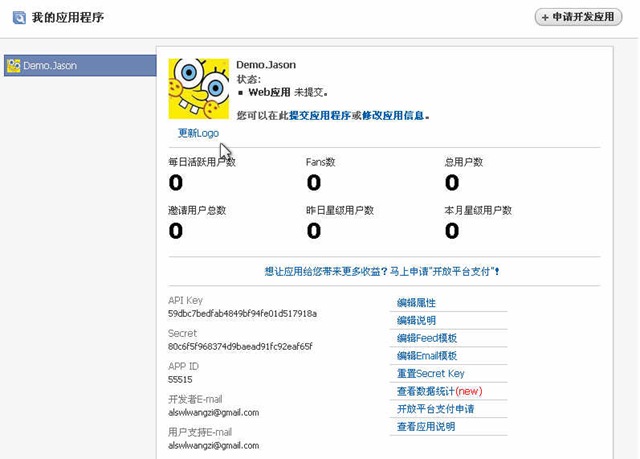 我的应用程序
+ 申请开发应用
Demo.Jason
Demo.Jason
状态:
Web应用 未提交。
您可以在此提交应用程序或修改应用信息。
更新Logo
每日活跃用户数 Fans数 总用户数
0 0 0
邀请用户总数 昨日星级用户数 本月星级用户数
0 0 0
想让应用给您带来更多收益？马上申请"开放平台支付"！
API Key
59dbc7bedfab4849bf94fe01d517918a
Secret
80c6f5f968374d9baead91fc92eaf65f
APP ID
55515
开发者E-mail
alswlwangzi@gmail.com
用户支持E-mail
alswlwangzi@gmail.com
编辑属性
编辑说明
编辑Feed模板
编辑Email模板
重置Secret Key
查看数据统计(new)
开放平台支付申请
查看应用说明